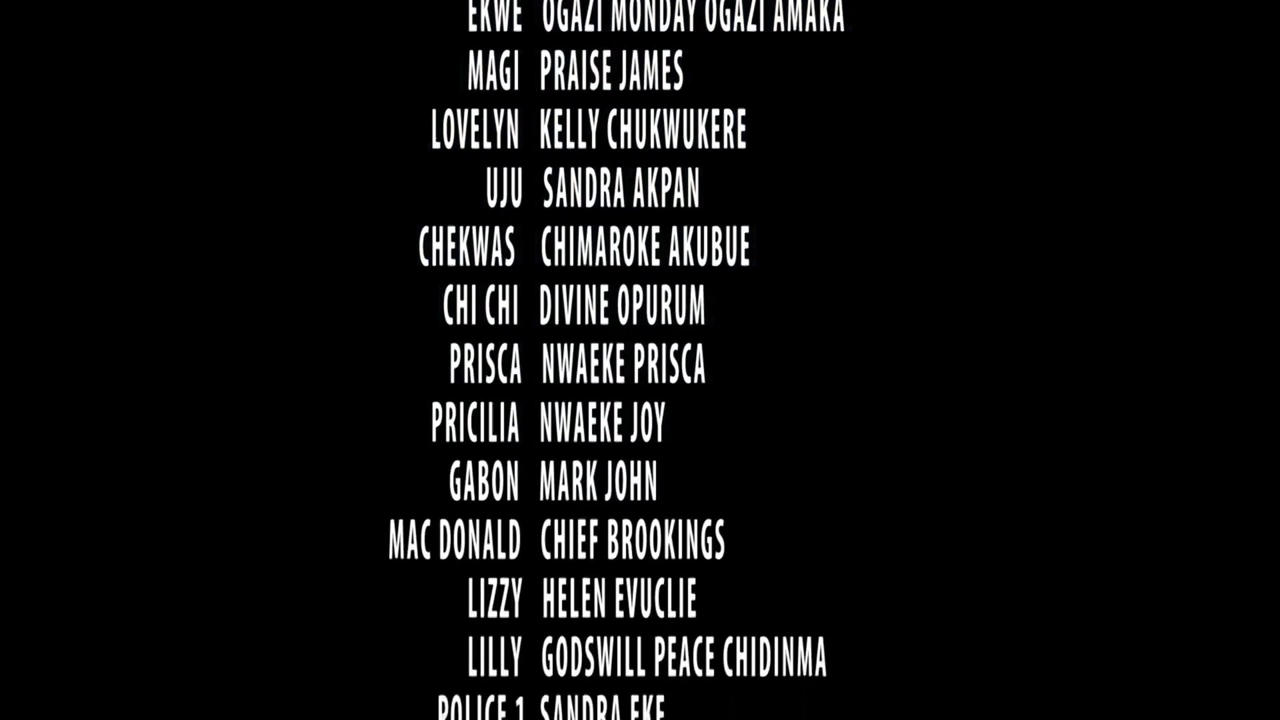 EKWE OGAZI MONDAY OGAZI AMAKA
MAGI PRAISE JAMES
LOVELYN KELLY CHUKWUKERE
UJU SANDRA AKPAN
CHEKWAS CHIMAROKE AKUBUE
CHI CHI DIVINE OPURUM
PRISCA NWAEKE PRISCA
PRICILIA NWAEKE JOY
GABON MARK JOHN
MAC DONALD CHIEF BROOKINGS
LIZZY HELEN EVUCLIE
LILLY GODSWILL PEACE CHIDINMA
POLICE 1 SANDRA EKE